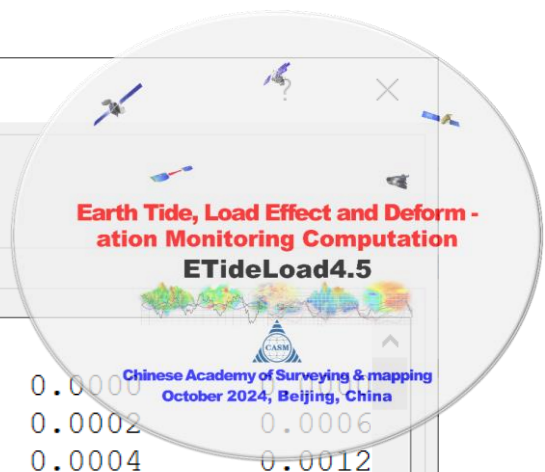 ?
Earth Tide, Load Effect and Deform -
ation Monitoring Computation
ETideLoad4.5
CASM
Chinese Academy of Surveying & mapping
October 2024, Beijing, China
0.0000
0.0002 0.0006
0.0004 0.0012